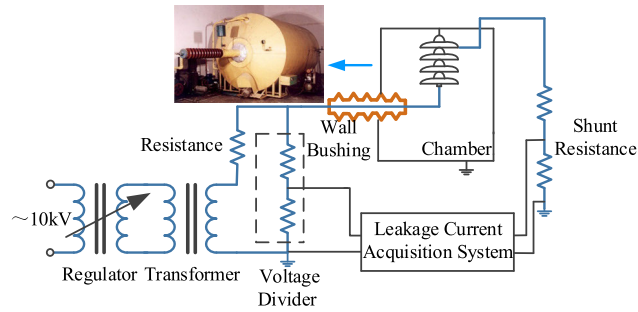 Resistance
Wall
Bushing
Chamber
Shunt
Resistance
～10kV
Regulator
Transformer
Voltage
Divider
Leakage Current
Acquisition System